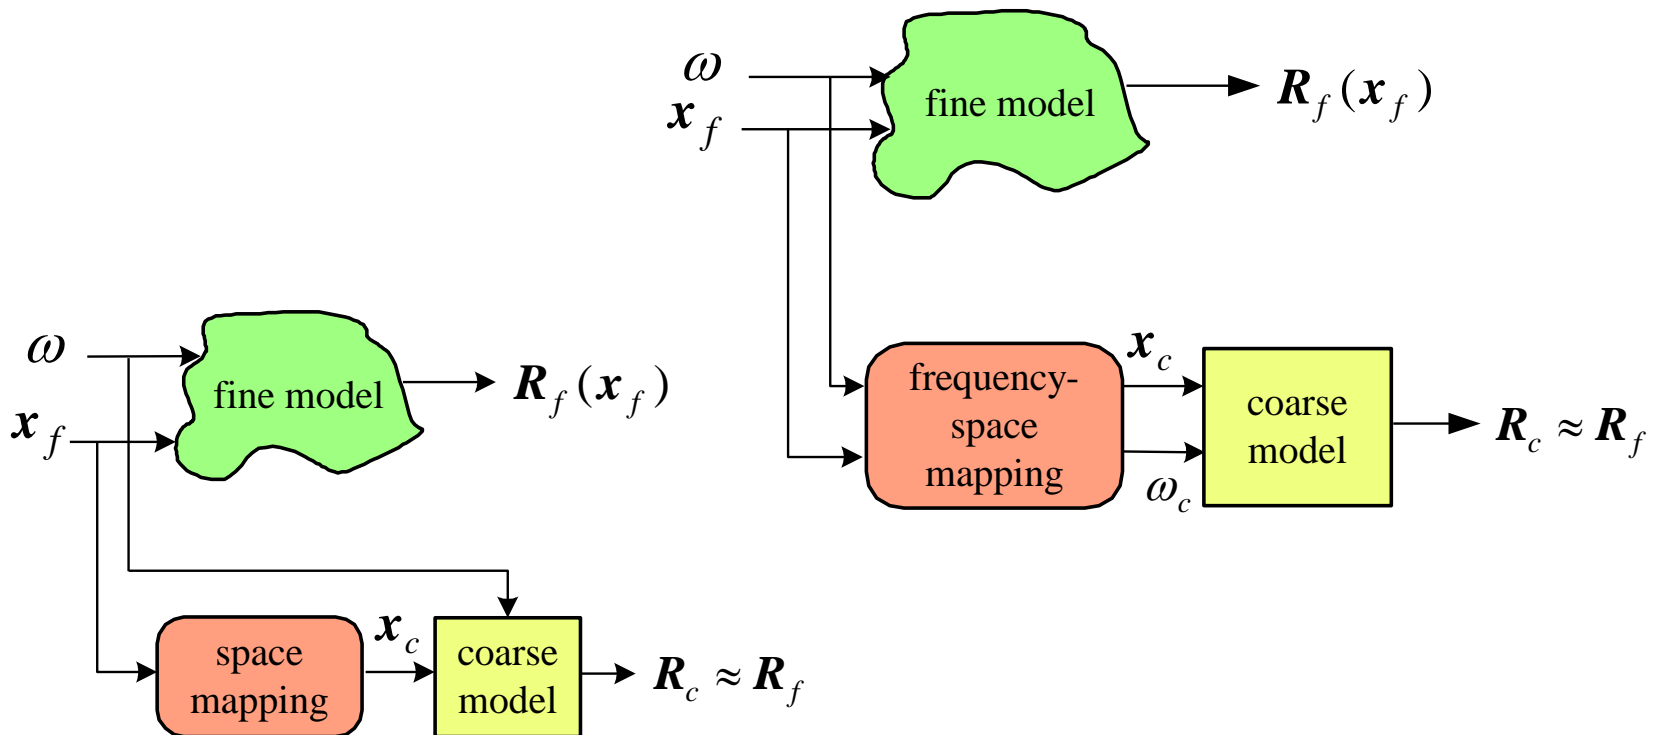 ω
x_f
fine model
R_f(x_f)
space
mapping
x_c
coarse
model
R_c ≈ R_f
ω
x_f
fine model
R_f(x_f)
frequency-
space
mapping
x_c
ω_c
coarse
model
R_c ≈ R_f